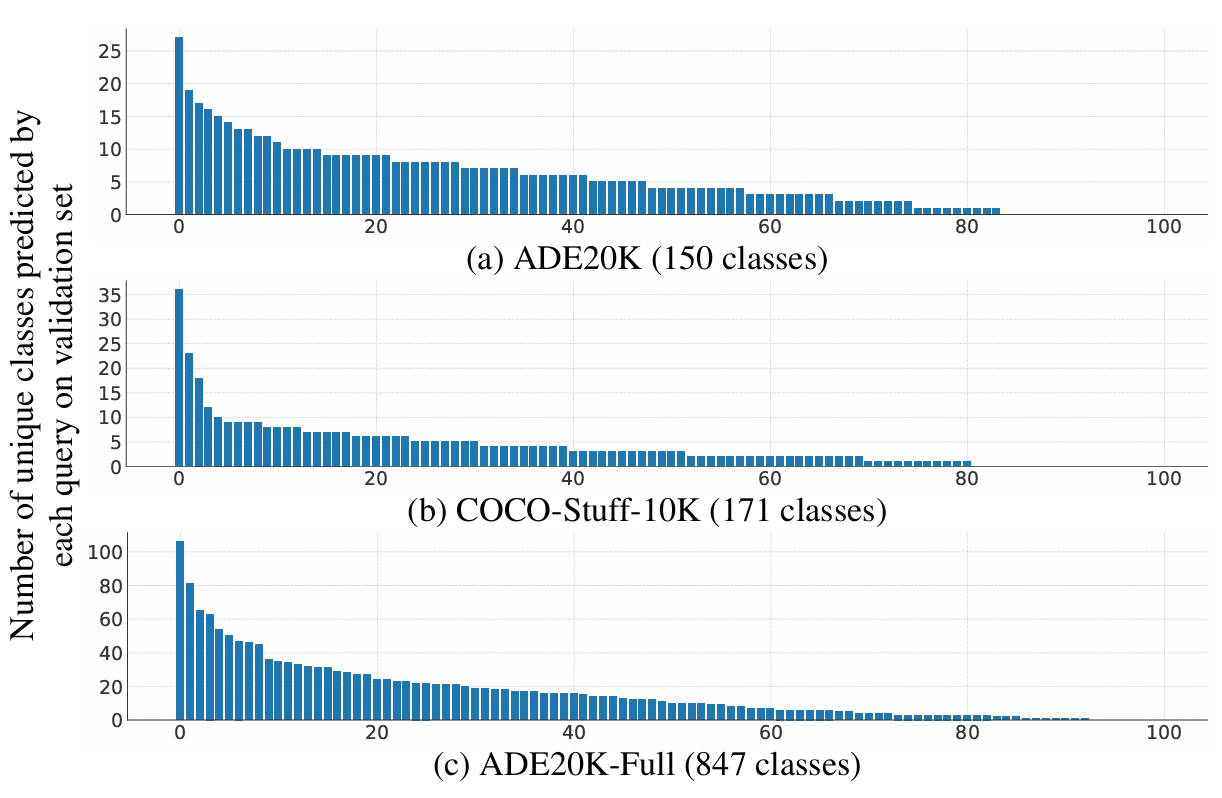 Number of unique classes predicted by
each query on validation set
25
20
15
10
5
0
0 20 40 60 80 100
(a) ADE20K (150 classes)
35
30
25
20
15
10
5
0
0 20 40 60 80 100
(b) COCO-Stuff-10K (171 classes)
100
80
60
40
20
0
0 20 40 60 80 100
(c) ADE20K-Full (847 classes)